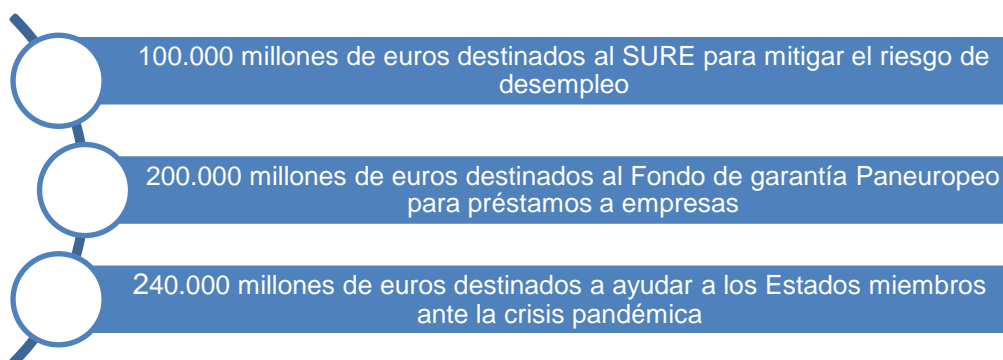 100.000 millones de euros destinados al SURE para mitigar el riesgo de
desempleo
200.000 millones de euros destinados al Fondo de garantía Paneuropeo
para préstamos a empresas
240.000 millones de euros destinados a ayudar a los Estados miembros
ante la crisis pandémica